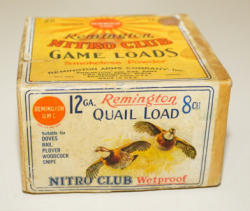 Remington
NITRO CLUB
GAME LOADS
Smokeless Powder
REMINGTON ARMS COMPANY, Inc.
12 GA. Remington 8 CH
QUAIL LOAD
REMINGTON
UMC
Suitable for
DOVES
RAIL
PLOVER
WOODCOCK
SNIPE
NITRO CLUB Wetproof